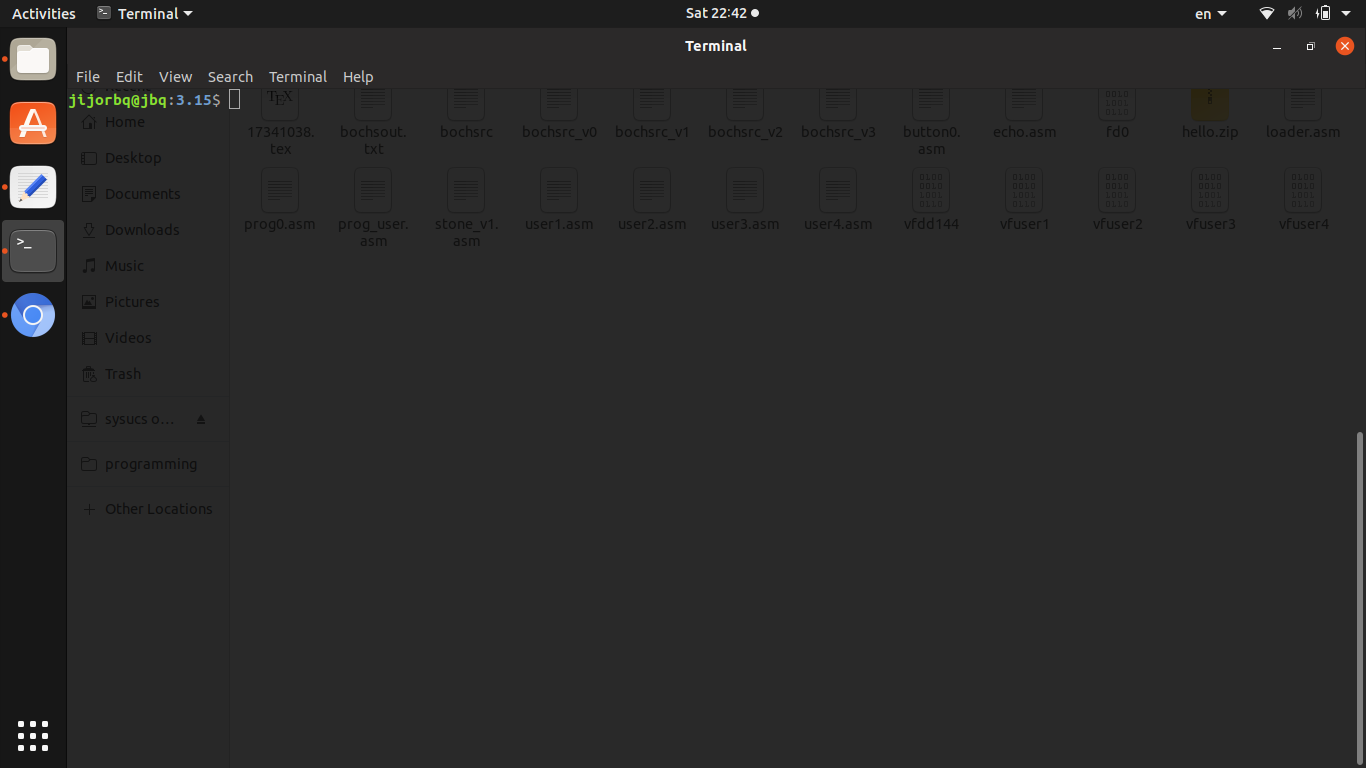 Activities Terminal Sat 22:42 en
Terminal
File Edit View Search Terminal Help
jijorbq@jbq:3.15$
Home
Desktop
Documents
Downloads
Music
Pictures
Videos
Trash
sysucs o...
programming
Other Locations
17341038.
tex
bochsout.
txt
bochsrc
bochsrc_v0
bochsrc_v1
bochsrc_v2
bochsrc_v3
button0.
asm
echo.asm
fd0
hello.zip
loader.asm
prog0.asm
prog_user.
asm
stone_v1.
asm
user1.asm
user2.asm
user3.asm
user4.asm
vfdd144
vfuser1
vfuser2
vfuser3
vfuser4